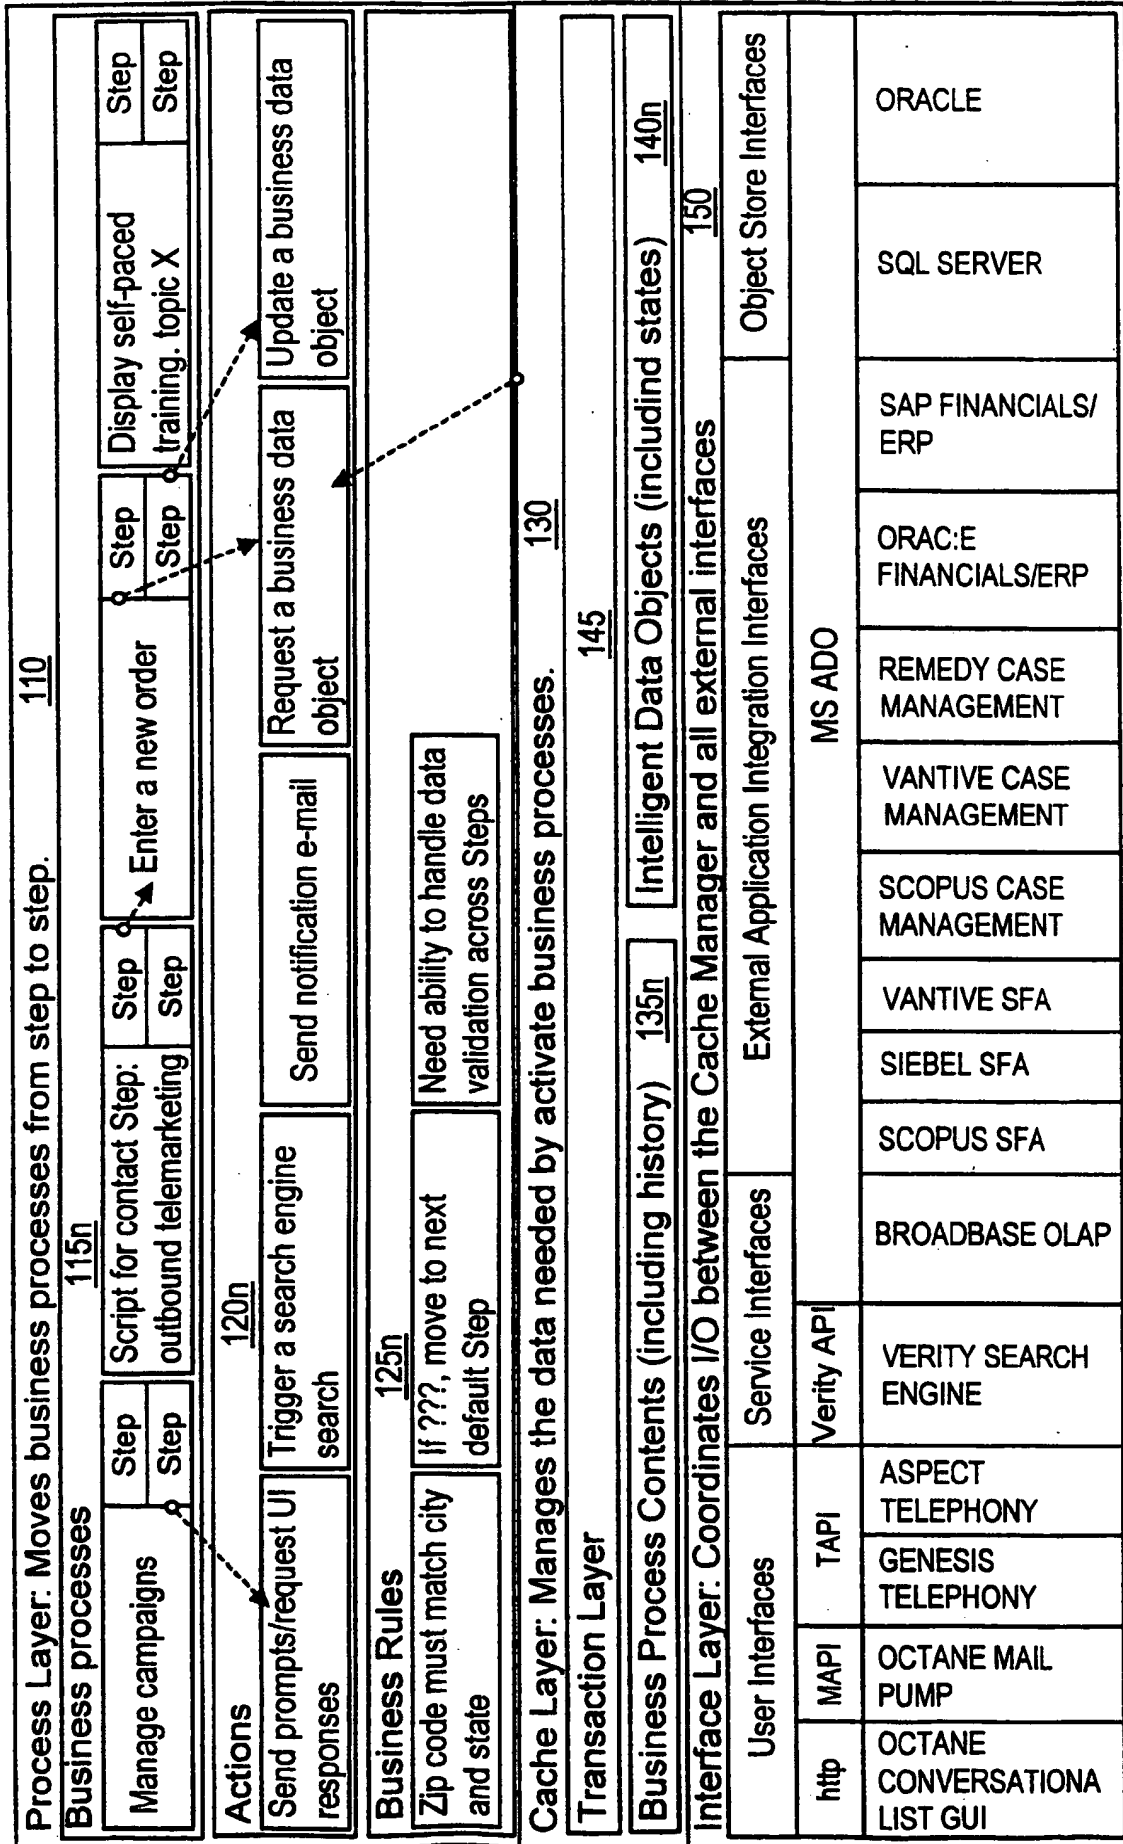 Process Layer: Moves business processes from step to step. 110
Business processes 115n
Manage campaigns
Step
Step
Script for contact Step:
outbound telemarketing
Step
Step
Enter a new order
Step
Step
Display self-paced
training. topic X
Step
Step
Actions 120n
Send prompts/request UI
responses
Trigger a search engine
search
Send notification e-mail
Request a business data
object
Update a business data
object
Business Rules 125n
Zip code must match city
and state
If ???, move to next
default Step
Need ability to handle data
validation across Steps
Cache Layer: Manages the data needed by activate business processes. 130
Transaction Layer 145
Business Process Contents (including history) 135n
Intelligent Data Objects (includind states) 140n
Interface Layer: Coordinates I/O between the Cache Manager and all external interfaces 150
User Interfaces
Service Interfaces
External Application Integration Interfaces
Object Store Interfaces
http
MAPI
TAPI
Verity API
MS ADO
OCTANE
CONVERSATIONA
LIST GUI
OCTANE MAIL
PUMP
GENESIS
TELEPHONY
ASPECT
TELEPHONY
VERITY SEARCH
ENGINE
BROADBASE OLAP
SCOPUS SFA
SIEBEL SFA
VANTIVE SFA
SCOPUS CASE
MANAGEMENT
VANTIVE CASE
MANAGEMENT
REMEDY CASE
MANAGEMENT
ORAC:E
FINANCIALS/ERP
SAP FINANCIALS/
ERP
SQL SERVER
ORACLE